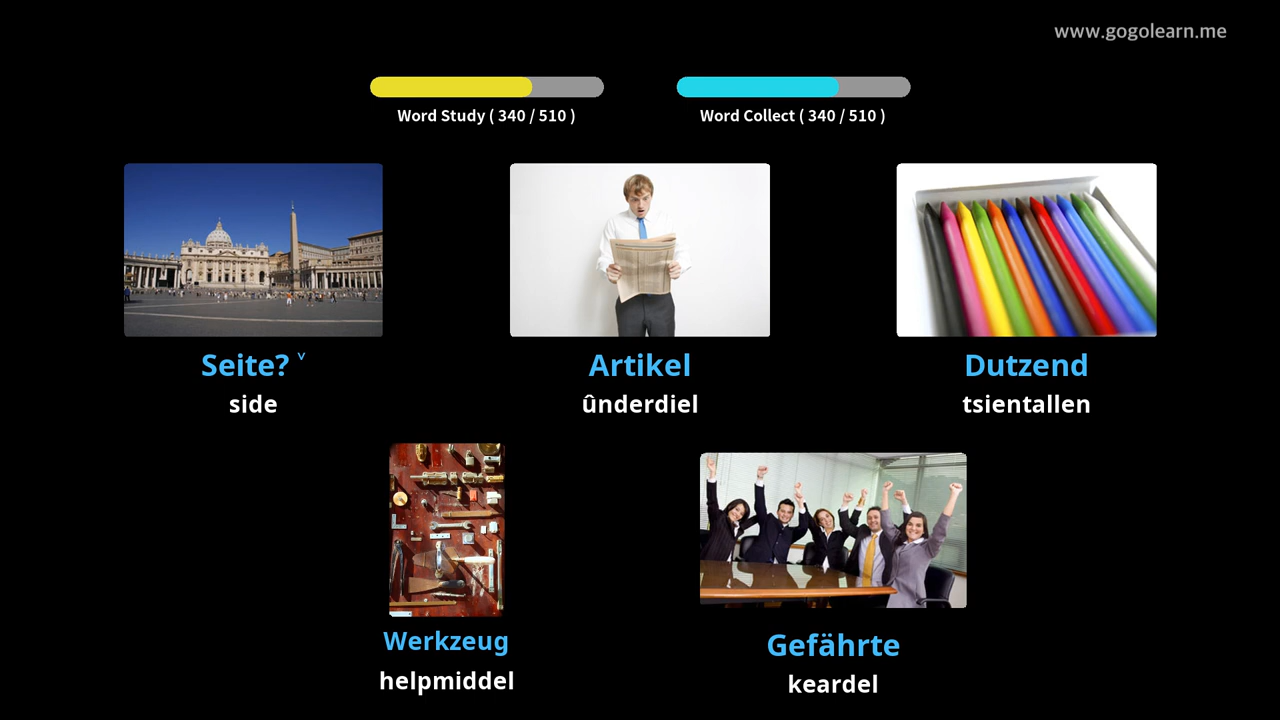 www.gogolearn.me
Word Study ( 340 / 510 )
Word Collect ( 340 / 510 )
Seite? ˅
side
Artikel
ûnderdiel
Dutzend
tsientallen
Werkzeug
helpmiddel
Gefährte
keardel